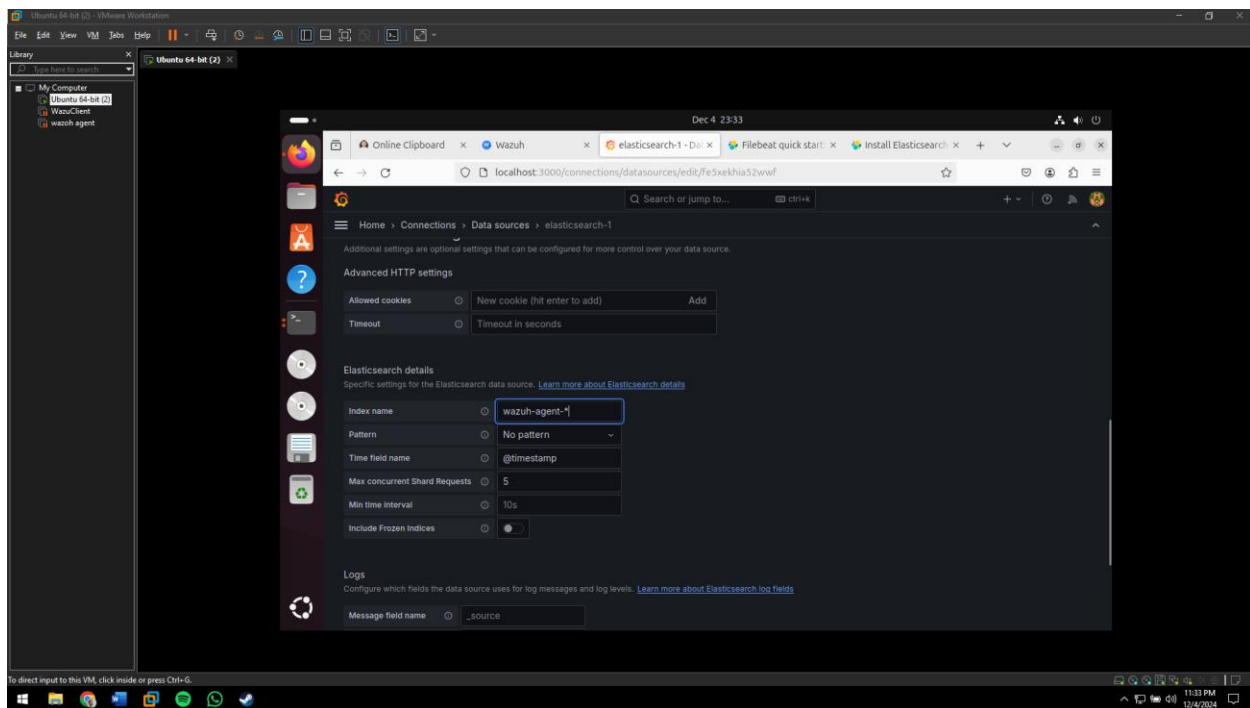 Ubuntu 64-bit (2) - VMware Workstation
File Edit View VM Tabs Help
Library
Type here to search
My Computer
Ubuntu 64-bit (2)
WazuClient
wazoh agent
Ubuntu 64-bit (2)
Dec 4 23:33
Online Clipboard
Wazuh
elasticsearch-1 - Da
Filebeat quick start:
Install Elasticsearch
localhost:3000/connections/datasources/edit/fe5xekhia52wwf
Search or jump to... ctrl+k
Home › Connections › Data sources › elasticsearch-1
Additional settings are optional settings that can be configured for more control over your data source.
Advanced HTTP settings
Allowed cookies New cookie (hit enter to add) Add
Timeout Timeout in seconds
Elasticsearch details
Specific settings for the Elasticsearch data source. Learn more about Elasticsearch details
Index name wazuh-agent-*
Pattern No pattern
Time field name @timestamp
Max concurrent Shard Requests 5
Min time interval 10s
Include Frozen Indices
Logs
Configure which fields the data source uses for log messages and log levels. Learn more about Elasticsearch log fields
Message field name _source
To direct input to this VM, click inside or press Ctrl+G.
11:33 PM
12/4/2024